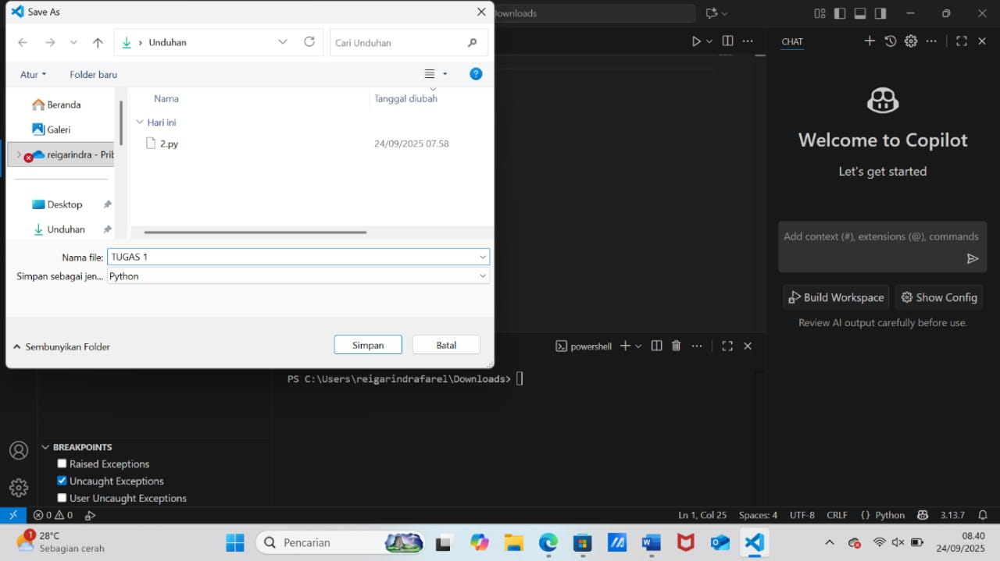 Save As
Downloads
Unduhan
Cari Unduhan
Atur
Folder baru
?
Beranda
Galeri
reigarindra - Prib
Desktop
Unduhan
Nama
Tanggal diubah
Hari ini
2.py
24/09/2025 07.58
Nama file:
TUGAS 1
Simpan sebagai jen...
Python
Sembunyikan Folder
Simpan
Batal
CHAT
Welcome to Copilot
Let's get started
Add context (#), extensions (@), commands
Build Workspace
Show Config
Review AI output carefully before use.
powershell
PS C:\Users\reigarindrafarel\Downloads>
BREAKPOINTS
Raised Exceptions
Uncaught Exceptions
User Uncaught Exceptions
0
0
Ln 1, Col 25
Spaces: 4
UTF-8
CRLF
{} Python
3.13.7
1
28°C
Sebagian cerah
Pencarian
08.40
24/09/2025